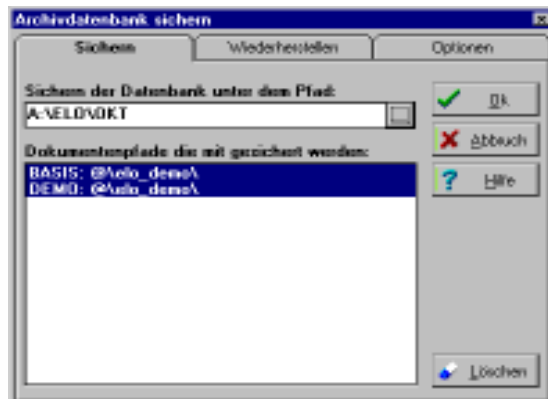 Archivdatenbank sichern
Sichern
Wiederherstellen
Optionen
Sichern der Datenbank unter dem Pfad:
A:\ELO\OKT
Dokumentenpfade die mit gesichert werden:
BASIS: @\elo_demo\
DEMO: @\elo_demo\
Ok
Abbruch
Hilfe
Löschen